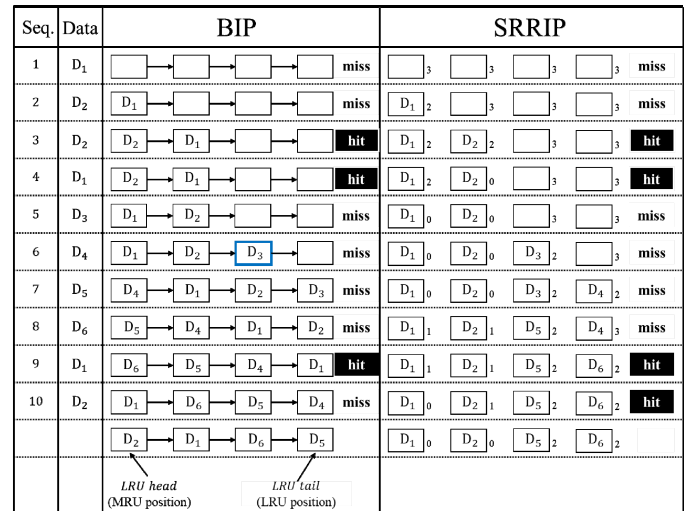 Seq. Data BIP SRRIP
1 D₁ miss 3 3 3 3 miss
2 D₂ D₁ miss D₁ 2 3 3 3 miss
3 D₂ D₂ D₁ hit D₁ 2 D₂ 2 3 3 hit
4 D₁ D₂ D₁ hit D₁ 2 D₂ 0 3 3 hit
5 D₃ D₁ D₂ miss D₁ 0 D₂ 0 3 3 miss
6 D₄ D₁ D₂ D₃ miss D₁ 0 D₂ 0 D₃ 2 3 miss
7 D₅ D₄ D₁ D₂ D₃ miss D₁ 0 D₂ 0 D₃ 2 D₄ 2 miss
8 D₆ D₅ D₄ D₁ D₂ miss D₁ 1 D₂ 1 D₅ 2 D₄ 3 miss
9 D₁ D₆ D₅ D₄ D₁ hit D₁ 1 D₂ 1 D₅ 2 D₆ 2 hit
10 D₂ D₁ D₆ D₅ D₄ miss D₁ 0 D₂ 1 D₅ 2 D₆ 2 hit
D₂ D₁ D₆ D₅ D₁ 0 D₂ 0 D₅ 2 D₆ 2
LRU head LRU tail
(MRU position) (LRU position)